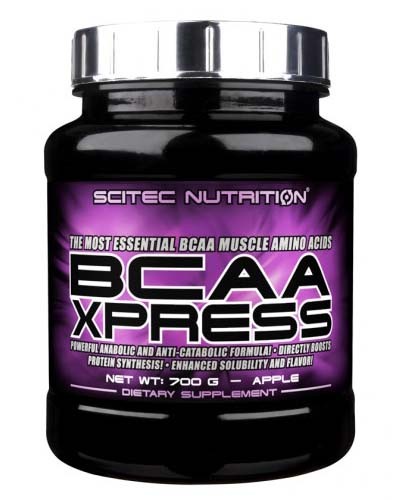 SCITEC NUTRITION®
THE MOST ESSENTIAL BCAA MUSCLE AMINO ACIDS
BCAA
XPRESS
POWERFUL ANABOLIC AND ANTI-CATABOLIC FORMULA! • DIRECTLY BOOSTS
PROTEIN SYNTHESIS! • ENHANCED SOLUBILITY AND FLAVOR!
NET WT: 700 G – APPLE
DIETARY SUPPLEMENT